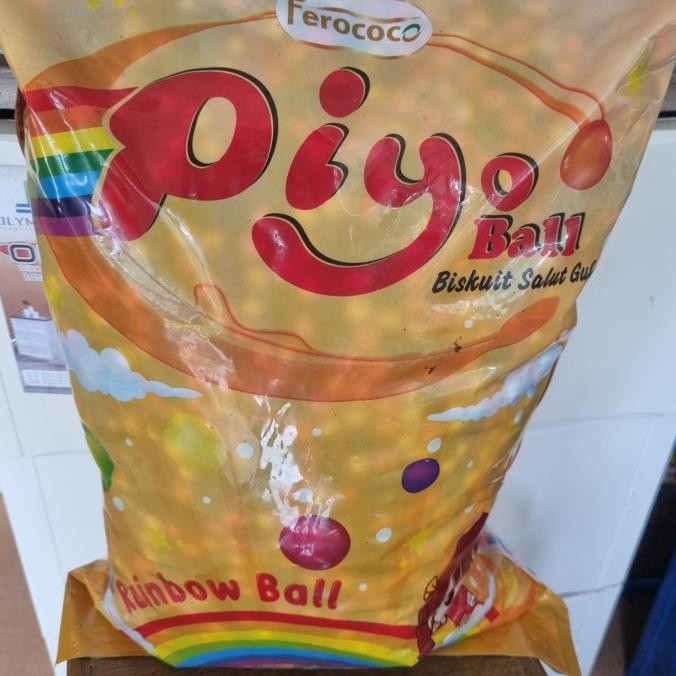 Ferococo
Piyo
Ball
Biskuit Salut
Rainbow Ball